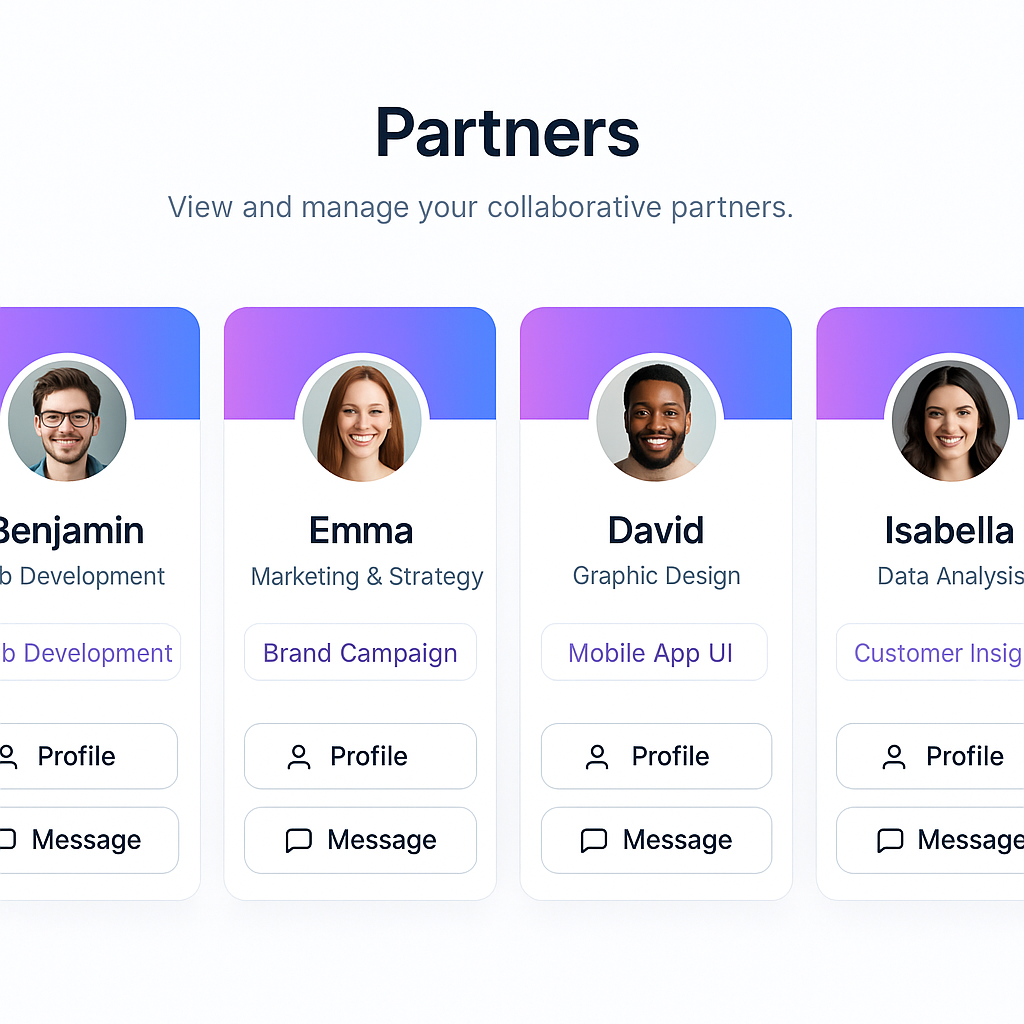 Partners
View and manage your collaborative partners.
Benjamin
b Development
b Development
Profile
Message
Emma
Marketing & Strategy
Brand Campaign
Profile
Message
David
Graphic Design
Mobile App UI
Profile
Message
Isabella
Data Analysis
Customer Insig
Profile
Message